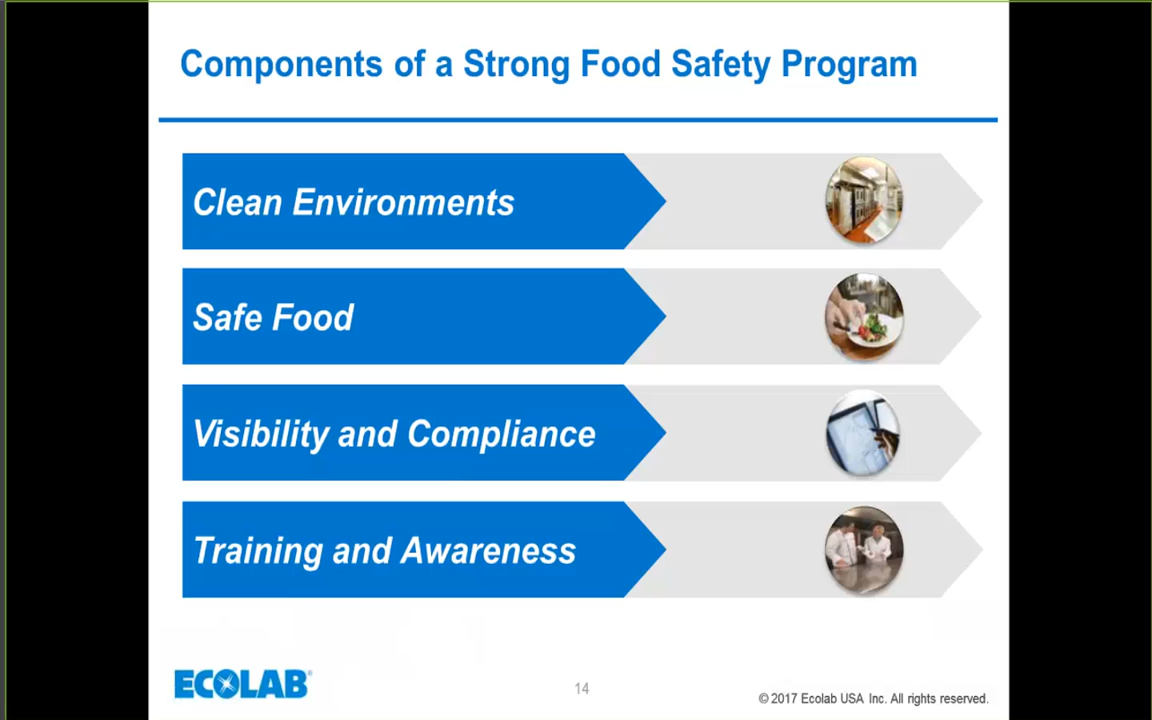 Components of a Strong Food Safety Program
Clean Environments
Safe Food
Visibility and Compliance
Training and Awareness
ECOLAB®
14
© 2017 Ecolab USA Inc. All rights reserved.